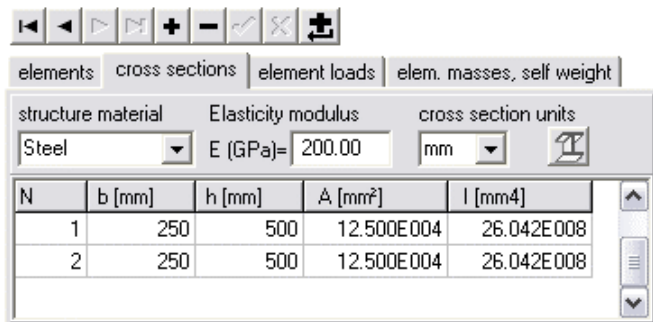 elements cross sections element loads elem. masses, self weight
structure material Elasticity modulus cross section units
Steel E (GPa)= 200.00 mm
N b [mm] h [mm] A [mm²] I [mm4]
1 250 500 12.500E004 26.042E008
2 250 500 12.500E004 26.042E008